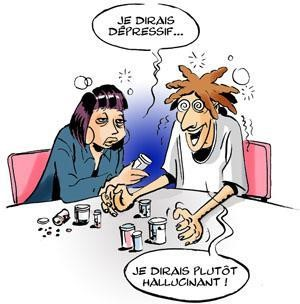 JE DIRAIS
DÉPRESSIF...
JE DIRAIS PLUTÔT
HALLUCINANT !